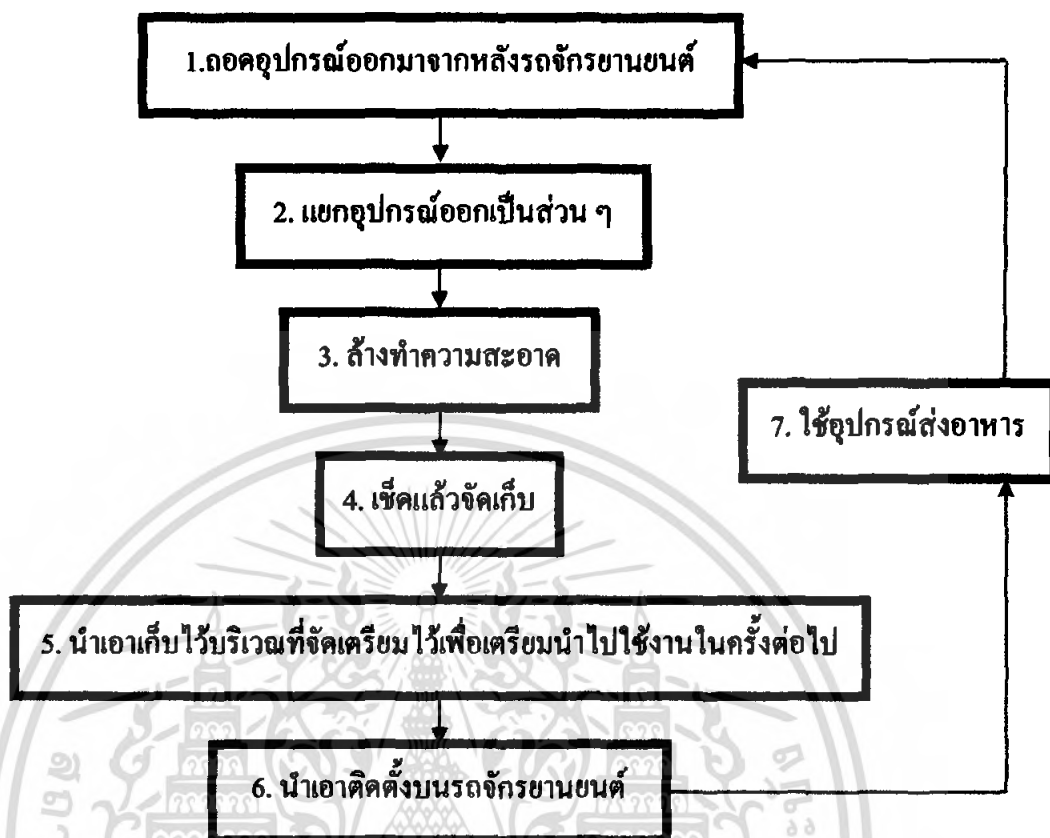 1.ถอดอุปกรณ์ออกมาจากหลังรถจักรยานยนต์
2. แยกอุปกรณ์ออกเป็นส่วน ๆ
3. ล้างทำความสะอาด
7. ใช้อุปกรณ์ส่งอาหาร
4. เช็คแล้วจัดเก็บ
5. นำเอาเก็บไว้บริเวณที่จัดเตรียมไว้เพื่อเตรียมนำไปใช้งานในครั้งต่อไป
6. นำเอาติดตั้งบนรถจักรยานยนต์